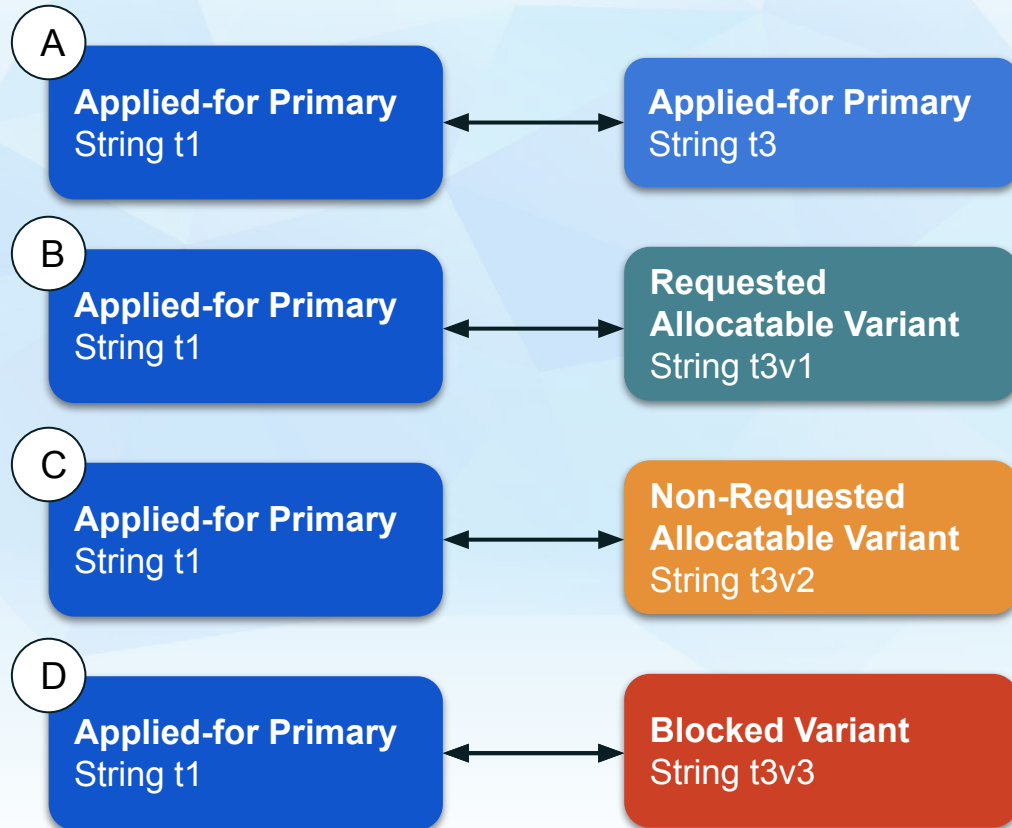 A
Applied-for Primary
String t1
Applied-for Primary
String t3
B
Applied-for Primary
String t1
Requested
Allocatable Variant
String t3v1
C
Applied-for Primary
String t1
Non-Requested
Allocatable Variant
String t3v2
D
Applied-for Primary
String t1
Blocked Variant
String t3v3